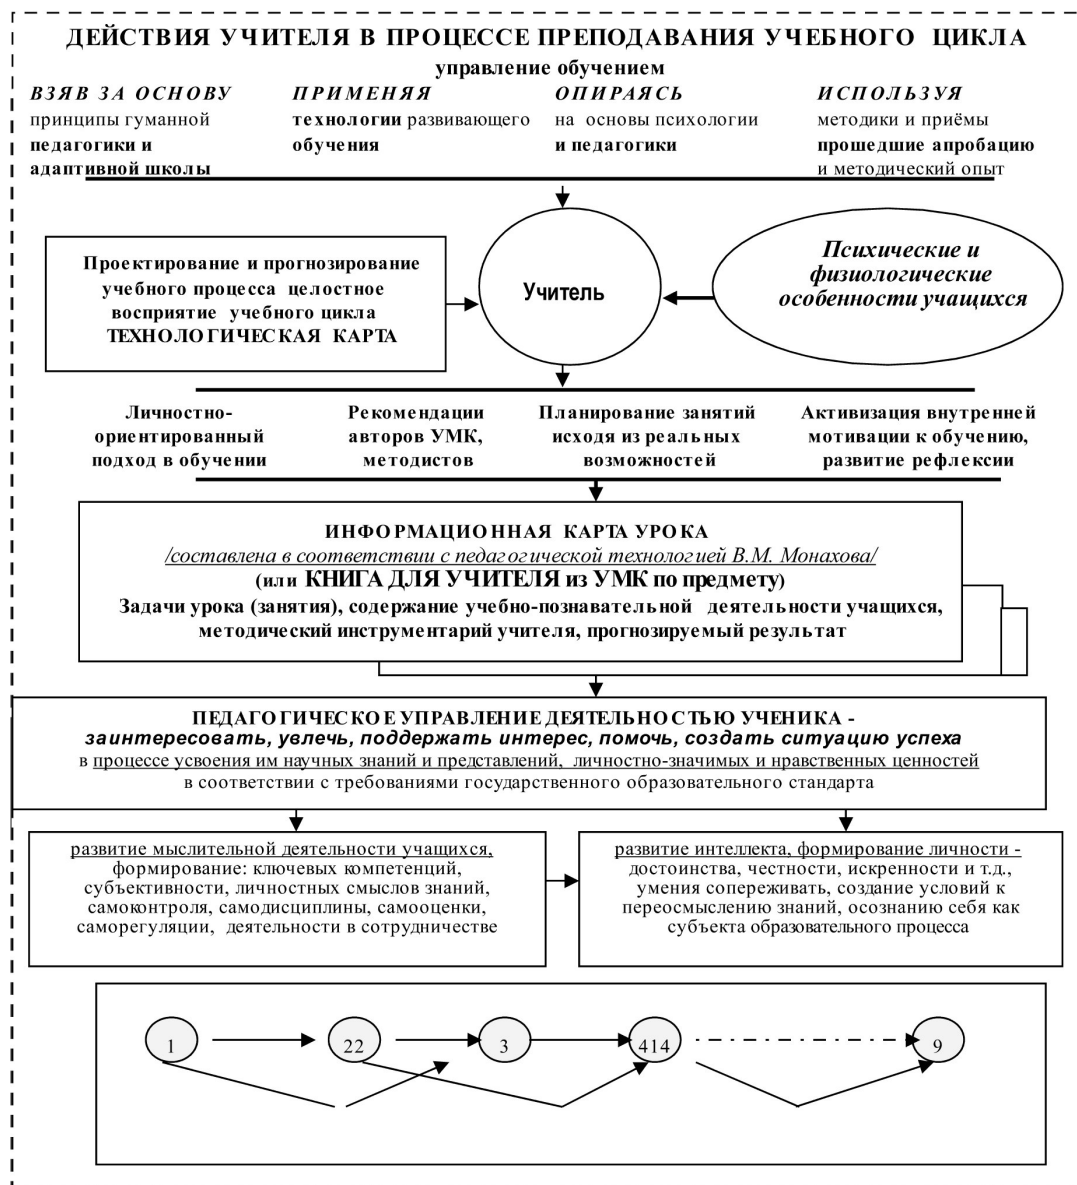 ДЕЙСТВИЯ УЧИТЕЛЯ В ПРОЦЕССЕ ПРЕПОДАВАНИЯ УЧЕБНОГО ЦИКЛА
управление обучением
ВЗЯВ ЗА ОСНОВУ
принципы гуманной
педагогики и
адаптивной школы
ПРИМЕНЯЯ
технологии развивающего
обучения
ОПИРАЯСЬ
на основы психологии
и педагогики
ИСПОЛЬЗУЯ
методики и приёмы
прошедшие апробацию
и методический опыт
Проектирование и прогнозирование
учебного процесса целостное
восприятие учебного цикла
ТЕХНОЛОГИЧЕСКАЯ КАРТА
Учитель
Психические и
физиологические
особенности учащихся
Личностно-
ориентированный
подход в обучении
Рекомендации
авторов УМК,
методистов
Планирование занятий
исходя из реальных
возможностей
Активизация внутренней
мотивации к обучению,
развитие рефлексии
ИНФОРМАЦИОННАЯ КАРТА УРОКА
/составлена в соответствии с педагогической технологией В.М. Монахова/
(или КНИГА ДЛЯ УЧИТЕЛЯ из УМК по предмету)
Задачи урока (занятия), содержание учебно-познавательной деятельности учащихся,
методический инструментарий учителя, прогнозируемый результат
ПЕДАГОГИЧЕСКОЕ УПРАВЛЕНИЕ ДЕЯТЕЛЬНОСТЬЮ УЧЕНИКА -
заинтересовать, увлечь, поддержать интерес, помочь, создать ситуацию успеха
в процессе усвоения им научных знаний и представлений, личностно-значимых и нравственных ценностей
в соответствии с требованиями государственного образовательного стандарта
развитие мыслительной деятельности учащихся,
формирование: ключевых компетенций,
субъективности, личностных смыслов знаний,
самоконтроля, самодисциплины, самооценки,
саморегуляции, деятельности в сотрудничестве
развитие интеллекта, формирование личности -
достоинства, честности, искренности и т.д.,
умения сопереживать, создание условий к
переосмыслению знаний, осознанию себя как
субъекта образовательного процесса
1
22
3
414
9